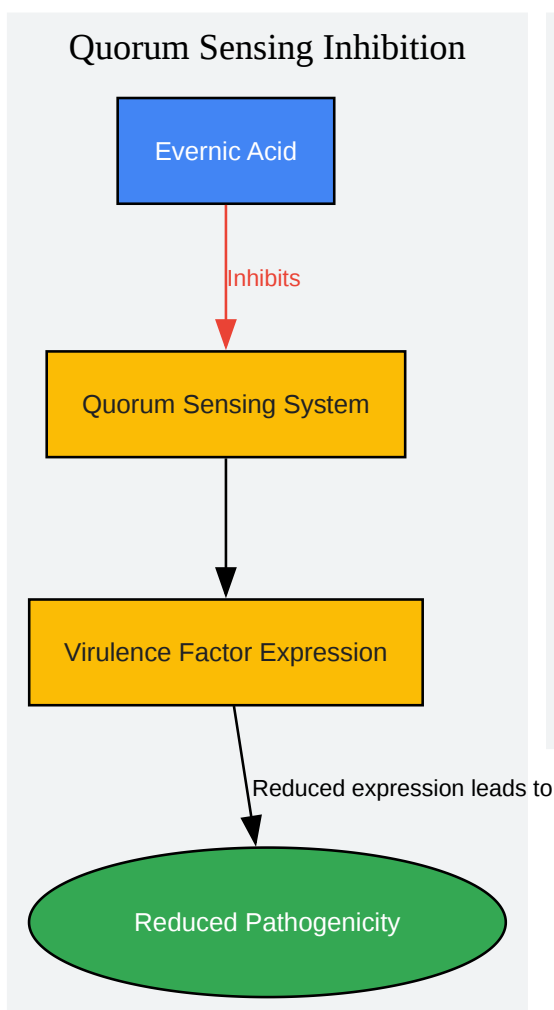 Quorum Sensing Inhibition
Evernic Acid
Inhibits
Quorum Sensing System
Virulence Factor Expression
Reduced expression leads to
Reduced Pathogenicity